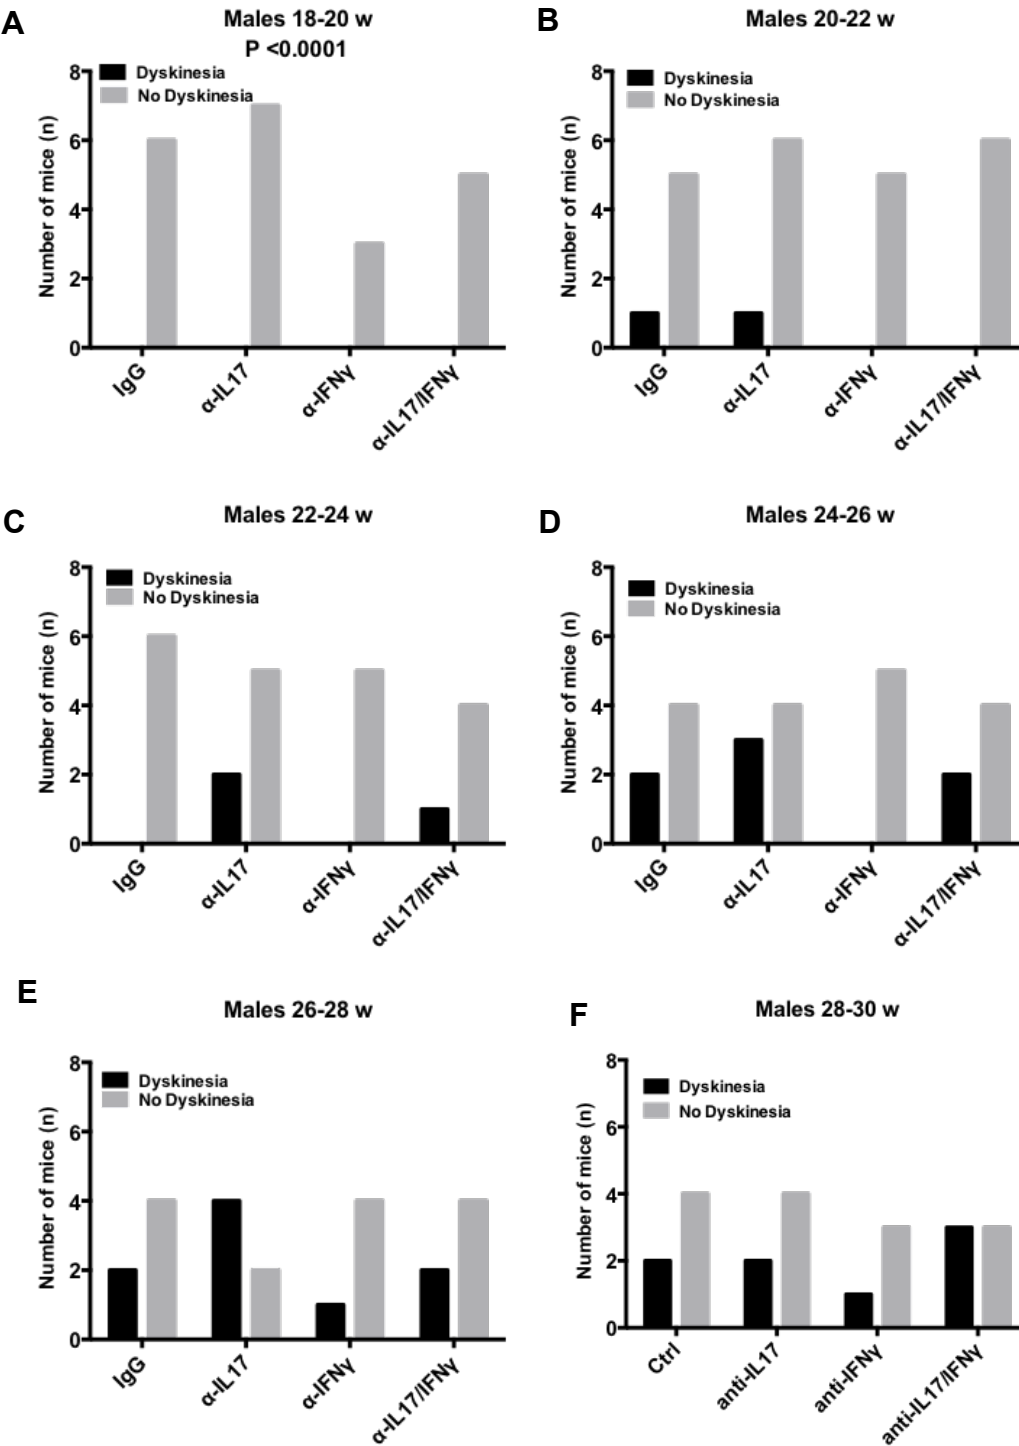 A
Males 18-20 w
P <0.0001
Dyskinesia
No Dyskinesia
Number of mice (n)
8
6
4
2
0
IgG
α-IL17
α-IFNγ
α-IL17/IFNγ
B
Males 20-22 w
Dyskinesia
No Dyskinesia
Number of mice (n)
8
6
4
2
0
IgG
α-IL17
α-IFNγ
α-IL17/IFNγ
C
Males 22-24 w
Dyskinesia
No Dyskinesia
Number of mice (n)
8
6
4
2
0
IgG
α-IL17
α-IFNγ
α-IL17/IFNγ
D
Males 24-26 w
Dyskinesia
No Dyskinesia
Number of mice (n)
8
6
4
2
0
IgG
α-IL17
α-IFNγ
α-IL17/IFNγ
E
Males 26-28 w
Dyskinesia
No Dyskinesia
Number of mice (n)
8
6
4
2
0
IgG
α-IL17
α-IFNγ
α-IL17/IFNγ
F
Males 28-30 w
Dyskinesia
No Dyskinesia
Number of mice (n)
8
6
4
2
0
Ctrl
anti-IL17
anti-IFNγ
anti-IL17/IFNγ